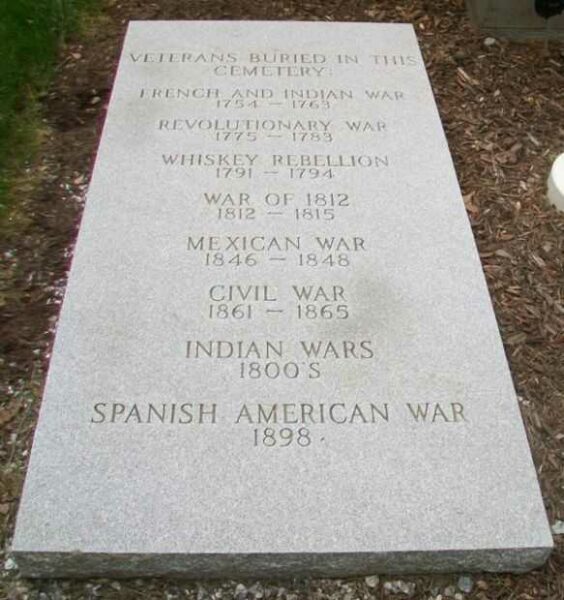 VETERANS BURIED IN THIS
CEMETERY:
FRENCH AND INDIAN WAR
1754 – 1763
REVOLUTIONARY WAR
1775 – 1783
WHISKEY REBELLION
1791 – 1794
WAR OF 1812
1812 – 1815
MEXICAN WAR
1846 – 1848
CIVIL WAR
1861 – 1865
INDIAN WARS
1800'S
SPANISH AMERICAN WAR
1898